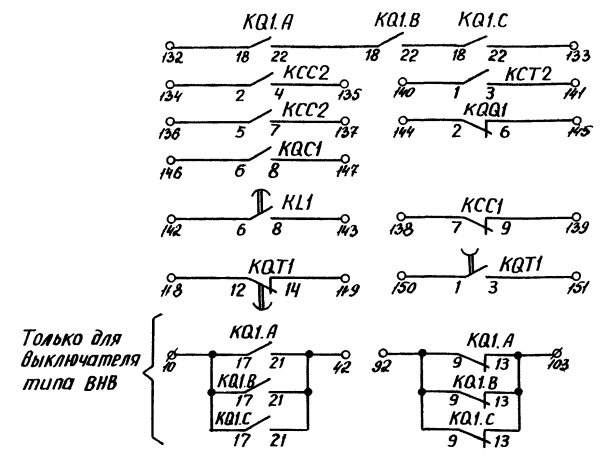 KQ1.A KQ1.B KQ1.C
132 18 22 18 22 18 22 133
KCC2 KCT2
134 2 4 135 140 1 3 141
KCC2 KQQ1
136 5 7 137 144 2 6 145
KQC1
146 6 8 147
KL1 KCC1
142 6 8 143 138 7 9 139
KQT1 KQT1
148 12 14 149 150 1 3 151
Только для
выключателя
типа ВНВ
KQ1.A KQ1.A
10 17 21 42 92 9 13 103
KQ1.B KQ1.B
17 21 9 13
KQ1.C KQ1.C
17 21 9 13